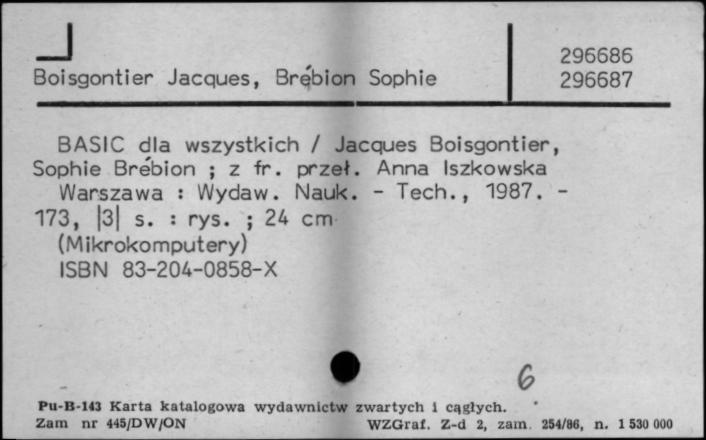 296686
Boisgontier Jacques, Brębion Sophie 296687
BASIC dla wszystkich / Jacques Boisgontier,
Sophie Brébion ; z fr. przeł. Anna Iszkowska
Warszawa : Wydaw. Nauk. - Tech., 1987. -
173, |3| s. : rys. ; 24 cm
(Mikrokomputery)
ISBN 83-204-0858-X
6
Pu-B-143 Karta katalogowa wydawnictw zwartych i cągłych.
Zam nr 445/DW/ON WZGraf. Z-d 2, zam. 254/86, n. 1 530 000